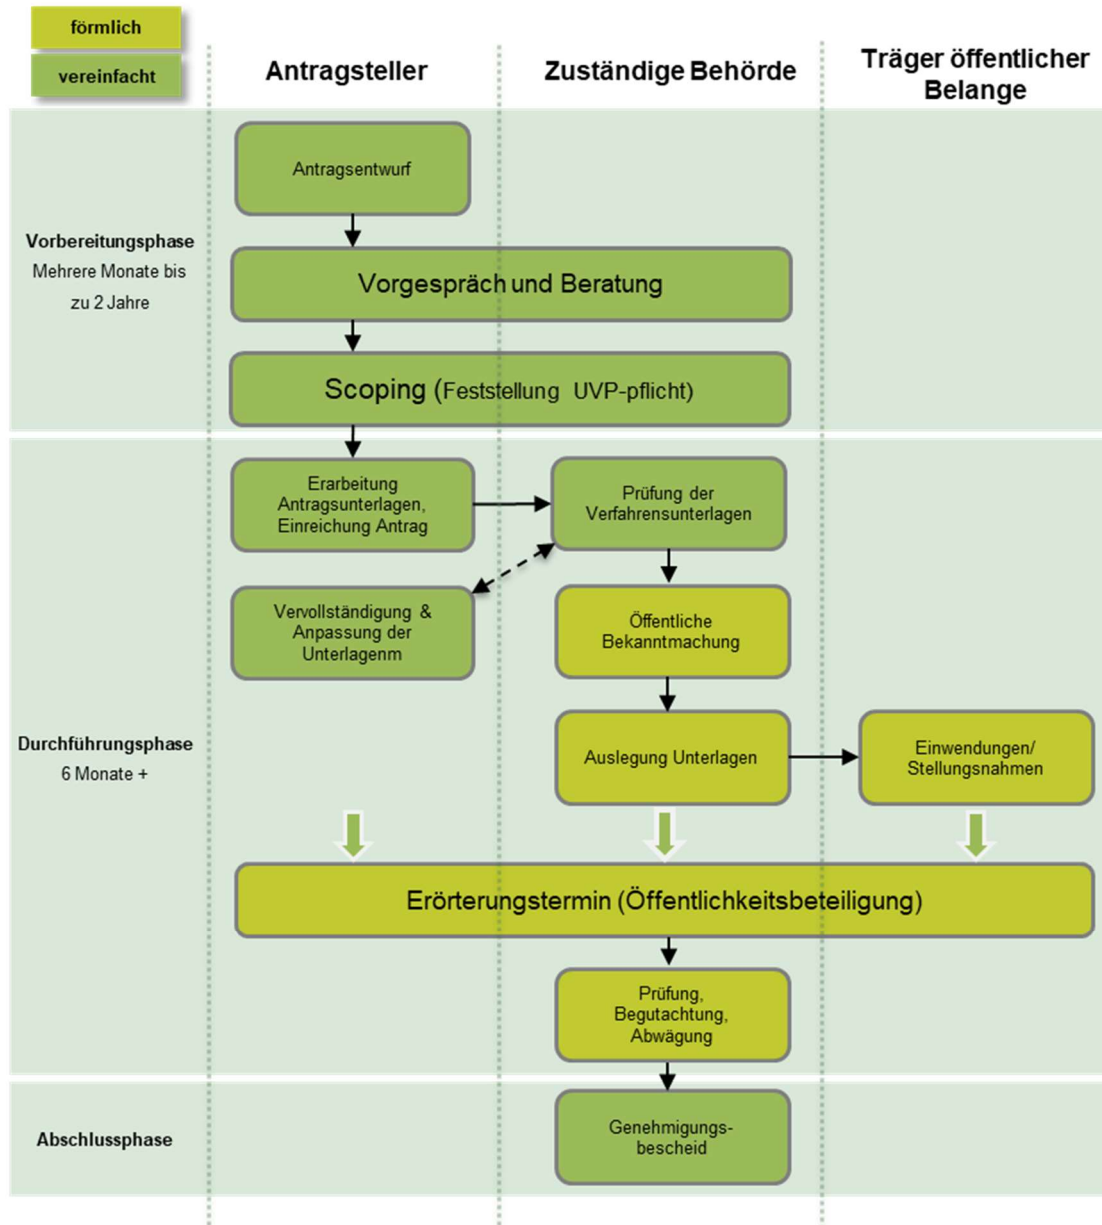 förmlich
vereinfacht
Antragsteller
Zuständige Behörde
Träger öffentlicher
Belange
Vorbereitungsphase
Mehrere Monate bis
zu 2 Jahre
Antragsentwurf
Vorgespräch und Beratung
Scoping (Feststellung UVP-pflicht)
Durchführungsphase
6 Monate +
Erarbeitung
Antragsunterlagen,
Einreichung Antrag
Prüfung der
Verfahrensunterlagen
Vervollständigung &
Anpassung der
Unterlagenm
Öffentliche
Bekanntmachung
Auslegung Unterlagen
Einwendungen/
Stellungsnahmen
Erörterungstermin (Öffentlichkeitsbeteiligung)
Prüfung,
Begutachtung,
Abwägung
Abschlussphase
Genehmigungs-
bescheid